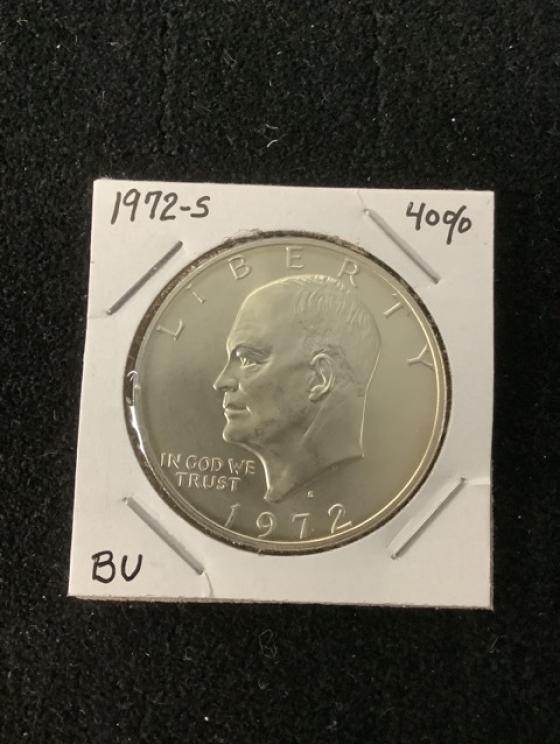 1972-S
40%
LIBERTY
IN GOD WE
TRUST
S
1972
BU